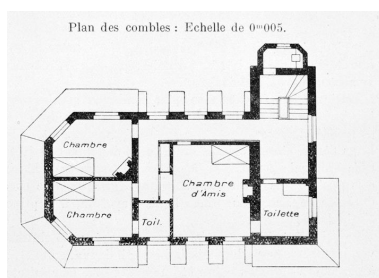 Plan des combles : Echelle de 0ᵐ005.
Chambre
Chambre
d'Amis
Chambre
Toil.
Toilette